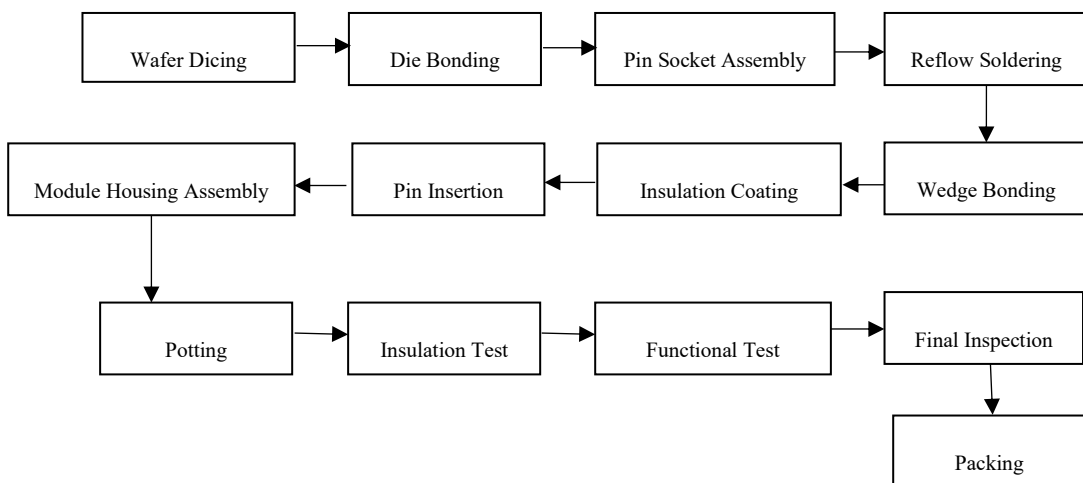 Wafer Dicing
Die Bonding
Pin Socket Assembly
Reflow Soldering
Wedge Bonding
Insulation Coating
Pin Insertion
Module Housing Assembly
Potting
Insulation Test
Functional Test
Final Inspection
Packing